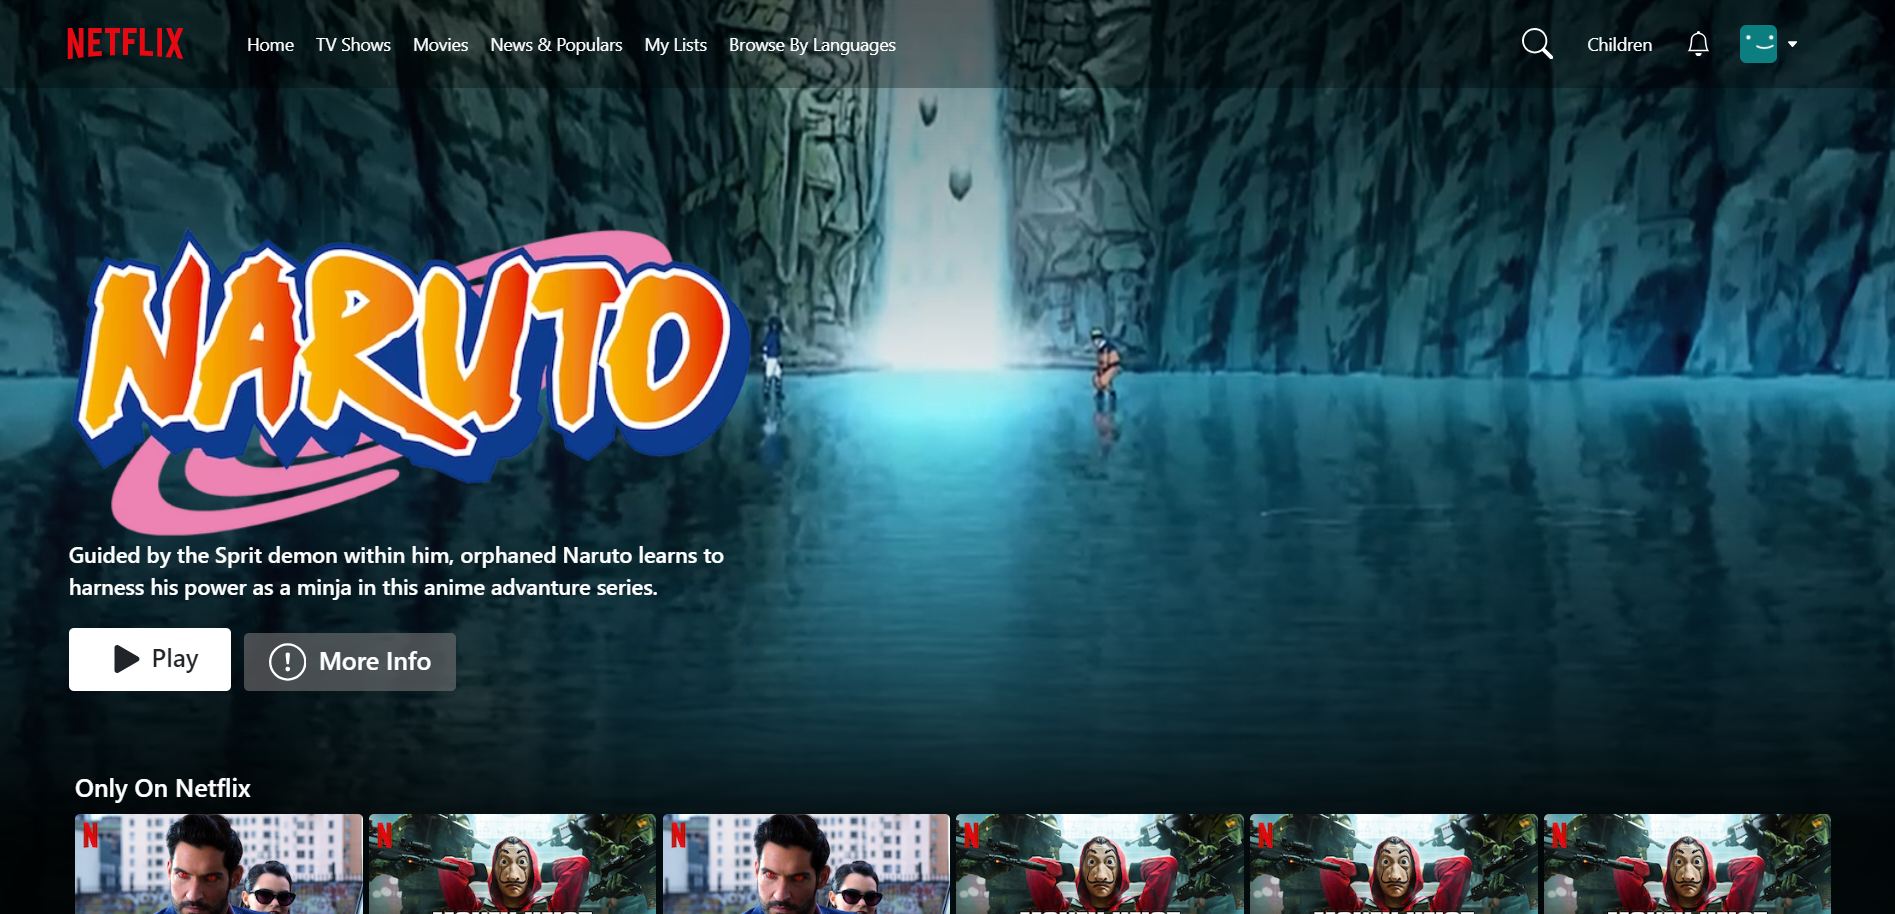 NETFLIX
Home TV Shows Movies News & Populars My Lists Browse By Languages
Children
NARUTO
Guided by the Sprit demon within him, orphaned Naruto learns to
harness his power as a minja in this anime advanture series.
Play
More Info
Only On Netflix
N N N N N N